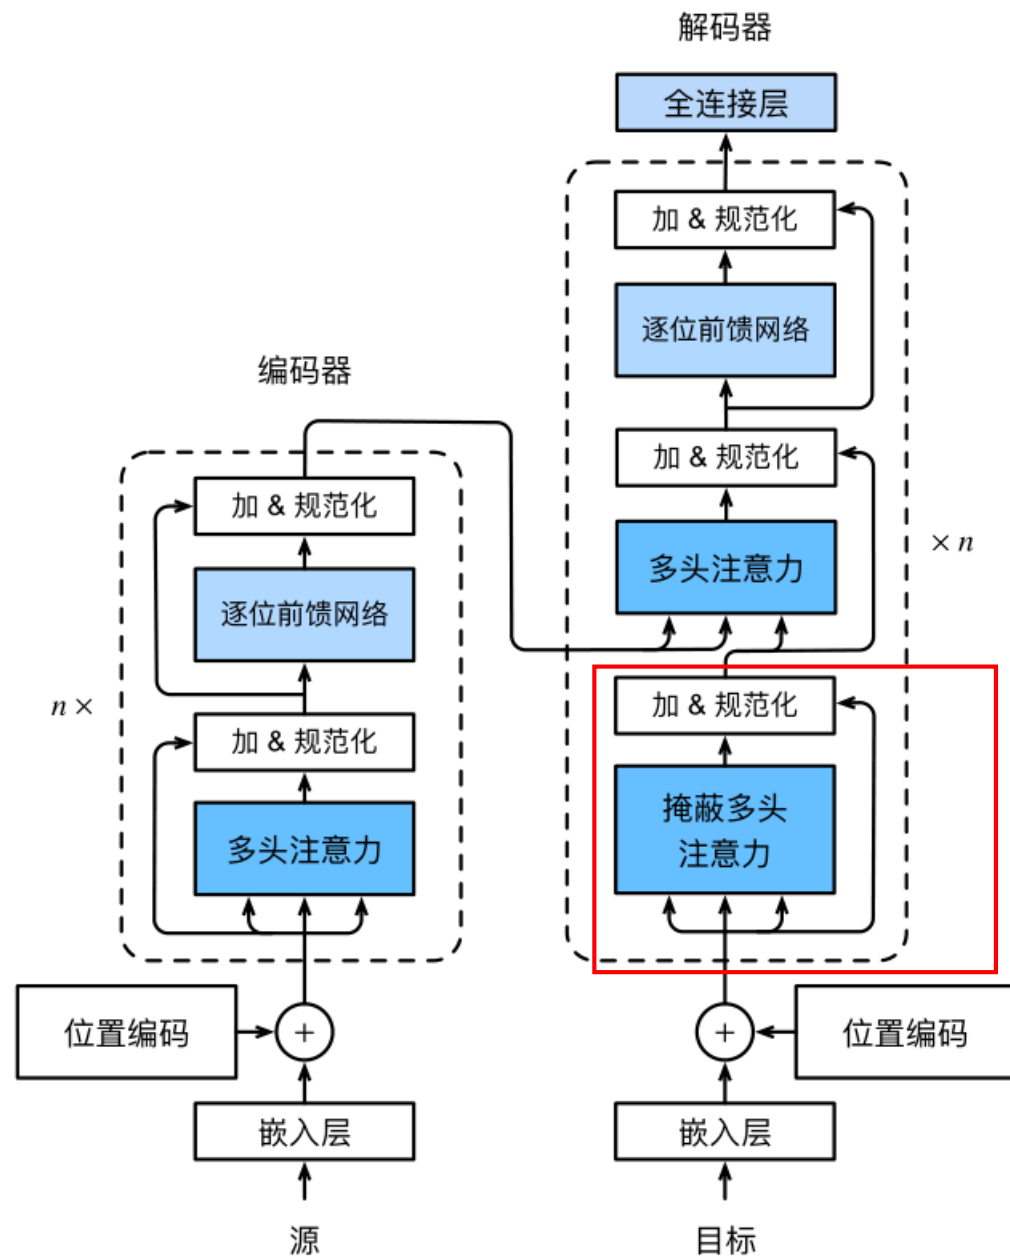 解码器
全连接层
加 & 规范化
逐位前馈网络
加 & 规范化
多头注意力
× n
加 & 规范化
掩蔽多头
注意力
位置编码
嵌入层
目标
编码器
加 & 规范化
逐位前馈网络
n ×
加 & 规范化
多头注意力
位置编码
嵌入层
源